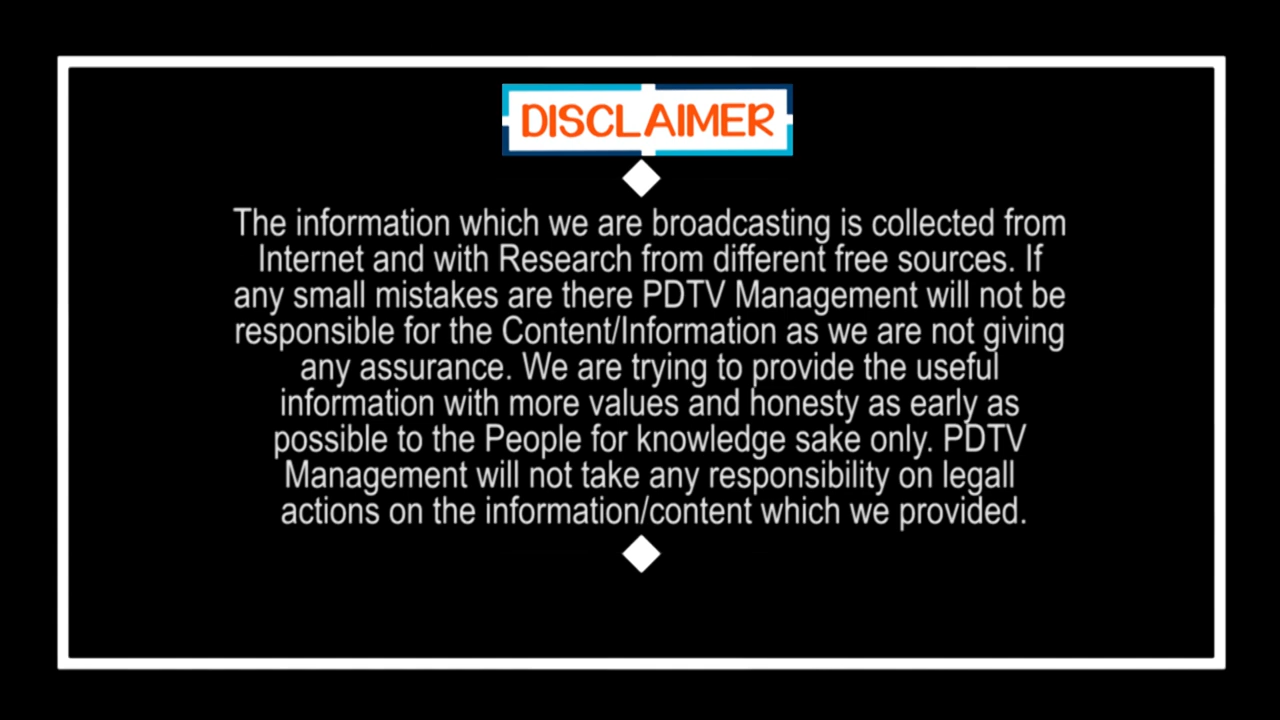 DISCLAIMER
The information which we are broadcasting is collected from
Internet and with Research from different free sources. If
any small mistakes are there PDTV Management will not be
responsible for the Content/Information as we are not giving
any assurance. We are trying to provide the useful
information with more values and honesty as early as
possible to the People for knowledge sake only. PDTV
Management will not take any responsibility on legall
actions on the information/content which we provided.